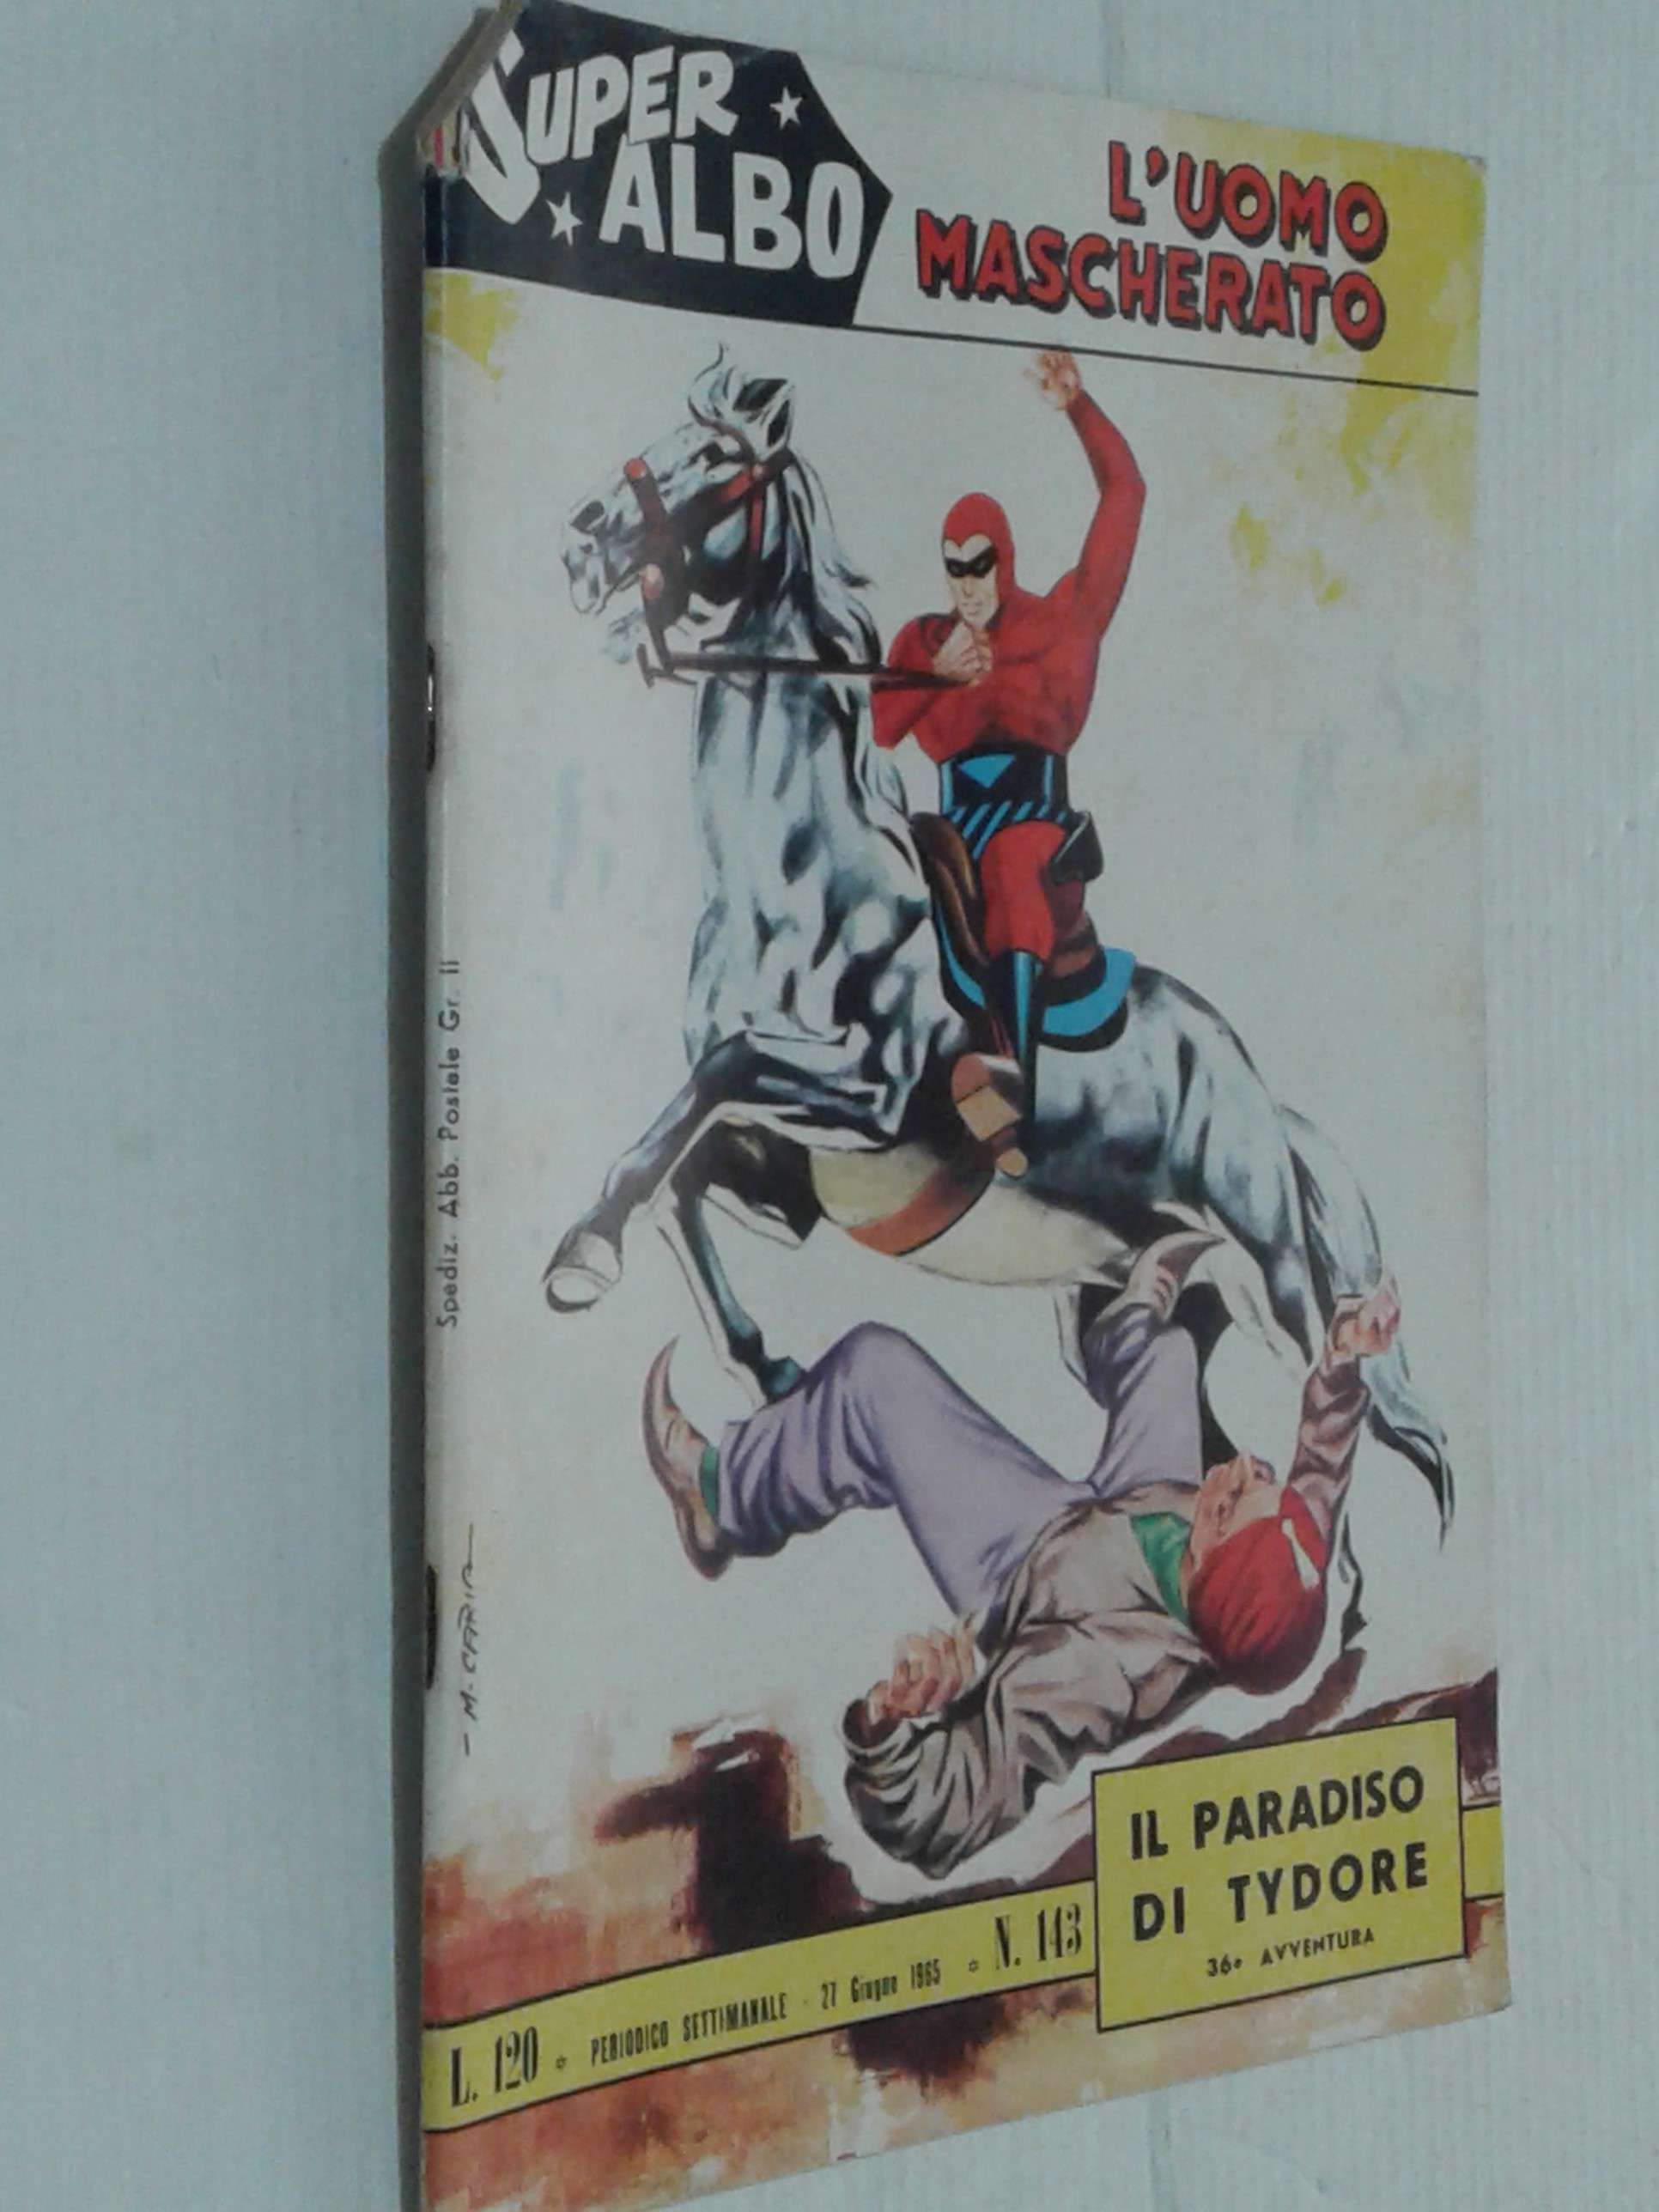 SUPER
ALBO
L'UOMO
MASCHERATO
Spediz. Abb. Postale Gr. II
M. CARIA
IL PARADISO
DI TYDORE
36ª AVVENTURA
L. 120 * PERIODICO SETTIMANALE - 27 Giugno 1965 * N. 143